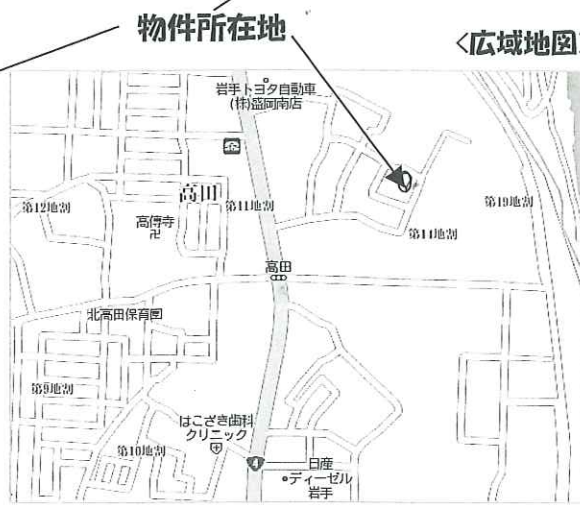 物件所在地
<広域地図
岩手トヨタ自動車
(株)盛岡南店
高田
第12地割
第11地割
第19地割
高傳寺
第14地割
高田
北高田保育園
第9地割
はこざき歯科
クリニック
第10地割
4
日産
ディーゼル
岩手